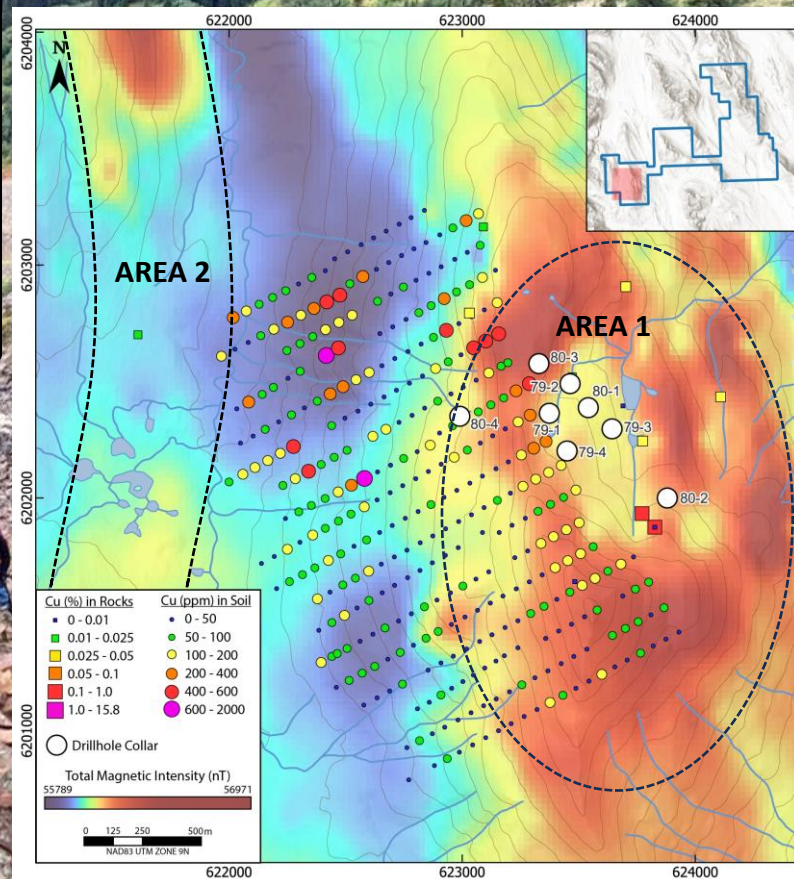 622000 623000 624000
6204000
N
AREA 2
6203000
AREA 1
80-3
79-2
80-1
80-4
79-1
79-3
79-4
6202000
80-2
6201000
Cu (%) in Rocks
0 - 0.01
0.01 - 0.025
0.025 - 0.05
0.05 - 0.1
0.1 - 1.0
1.0 - 15.8
Cu (ppm) in Soil
0 - 50
50 - 100
100 - 200
200 - 400
400 - 600
600 - 2000
Drillhole Collar
Total Magnetic Intensity (nT)
55789 56971
0 125 250 500m
NAD83 UTM ZONE 9N
622000 623000 624000